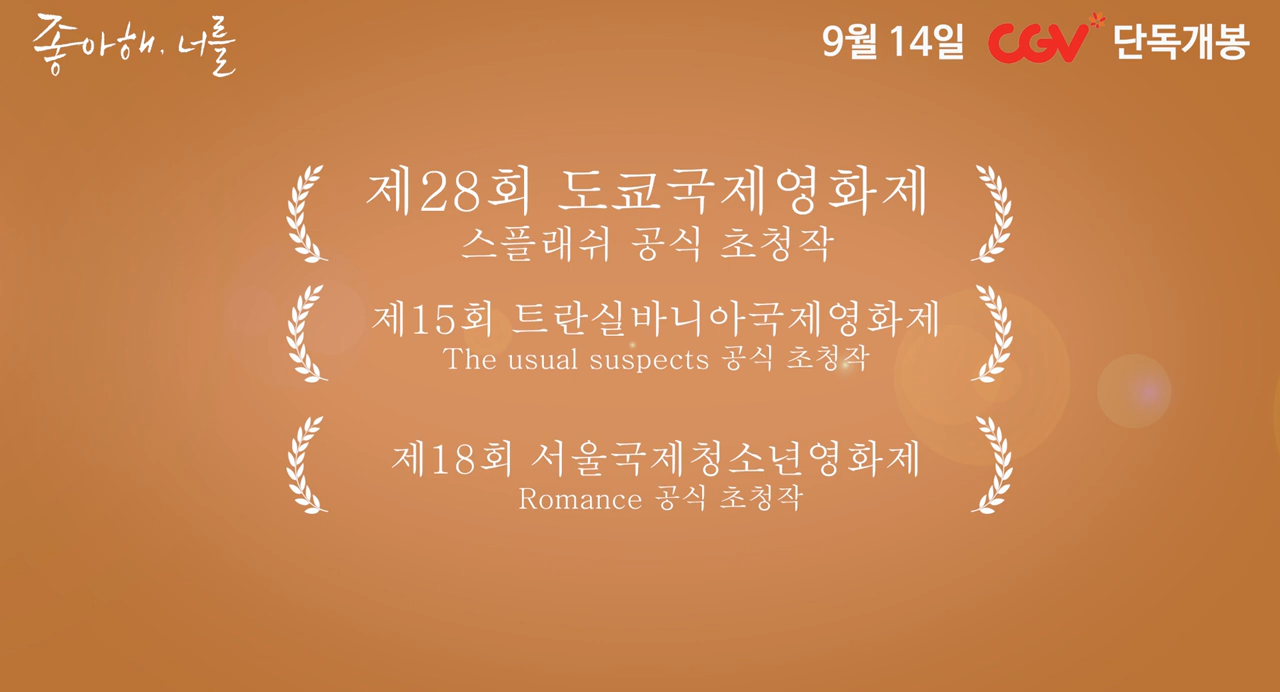 좋아해, 너를
9월 14일 CGV 단독개봉
제28회 도쿄국제영화제
스플래쉬 공식 초청작
제15회 트란실바니아국제영화제
The usual suspects 공식 초청작
제18회 서울국제청소년영화제
Romance 공식 초청작